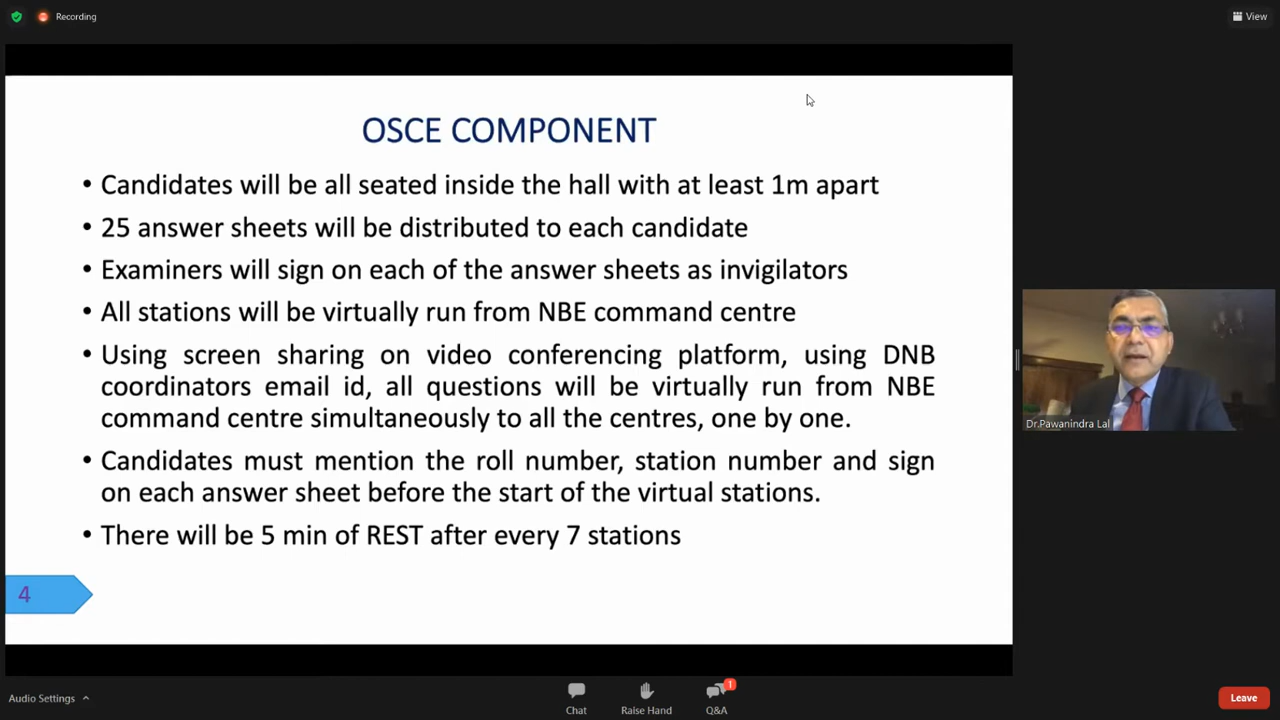 Recording
View
OSCE COMPONENT
• Candidates will be all seated inside the hall with at least 1m apart
• 25 answer sheets will be distributed to each candidate
• Examiners will sign on each of the answer sheets as invigilators
• All stations will be virtually run from NBE command centre
• Using screen sharing on video conferencing platform, using DNB
coordinators email id, all questions will be virtually run from NBE
command centre simultaneously to all the centres, one by one.
• Candidates must mention the roll number, station number and sign
on each answer sheet before the start of the virtual stations.
• There will be 5 min of REST after every 7 stations
4
Dr.Pawanindra Lal
Audio Settings
Chat
Raise Hand
1
Q&A
Leave